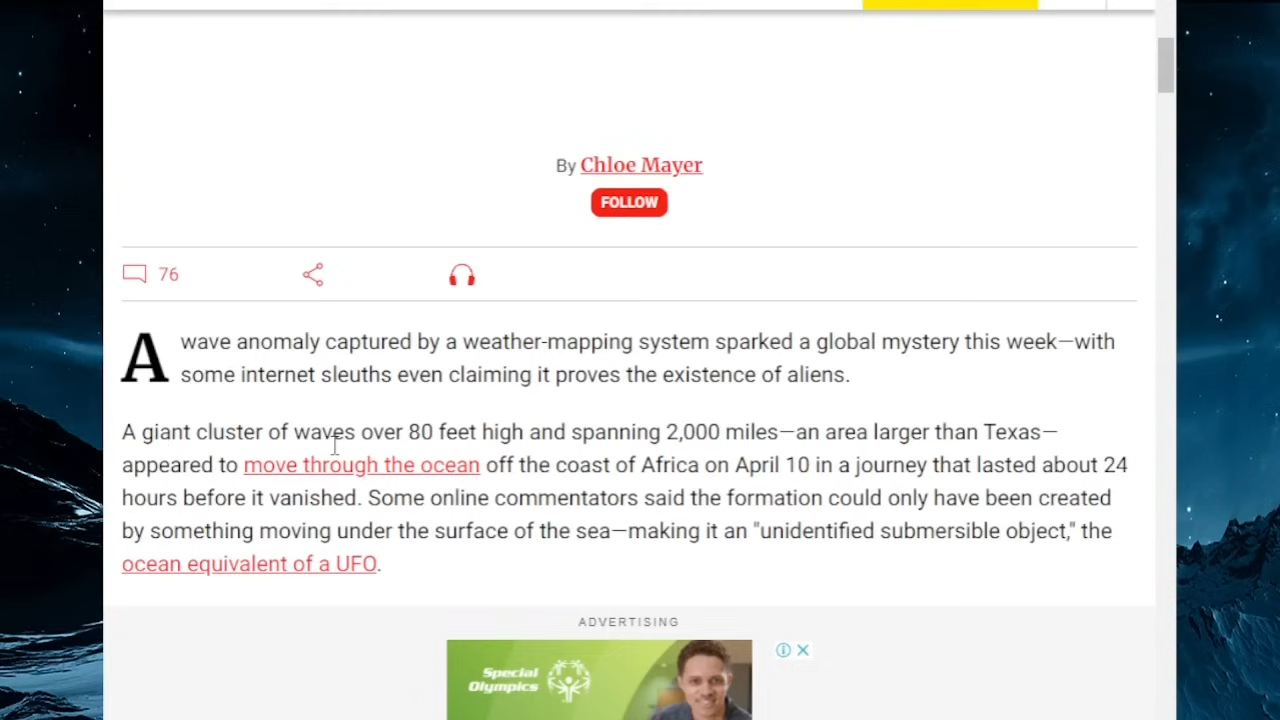 By Chloe Mayer
FOLLOW
76
A wave anomaly captured by a weather-mapping system sparked a global mystery this week—with
some internet sleuths even claiming it proves the existence of aliens.
A giant cluster of waves over 80 feet high and spanning 2,000 miles—an area larger than Texas—
appeared to move through the ocean off the coast of Africa on April 10 in a journey that lasted about 24
hours before it vanished. Some online commentators said the formation could only have been created
by something moving under the surface of the sea—making it an "unidentified submersible object," the
ocean equivalent of a UFO.
ADVERTISING
Special
Olympics